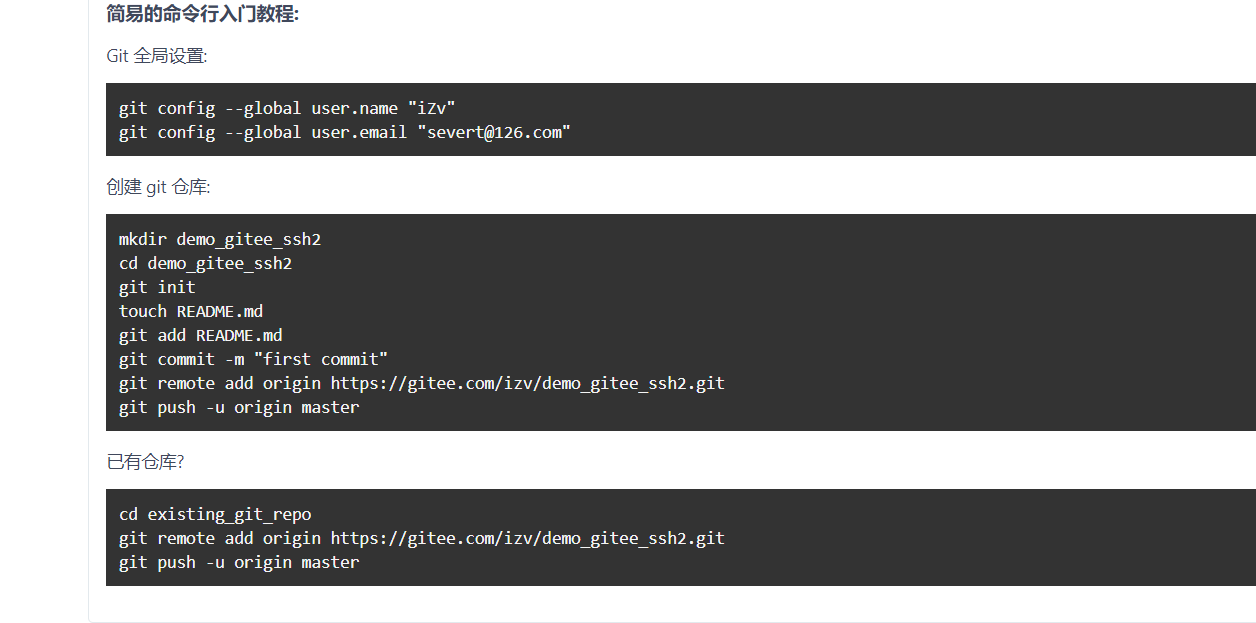 简易的命令行入门教程:
Git 全局设置:
git config --global user.name "iZv"
git config --global user.email "severt@126.com"
创建 git 仓库:
mkdir demo_gitee_ssh2
cd demo_gitee_ssh2
git init
touch README.md
git add README.md
git commit -m "first commit"
git remote add origin https://gitee.com/izv/demo_gitee_ssh2.git
git push -u origin master
已有仓库?
cd existing_git_repo
git remote add origin https://gitee.com/izv/demo_gitee_ssh2.git
git push -u origin master